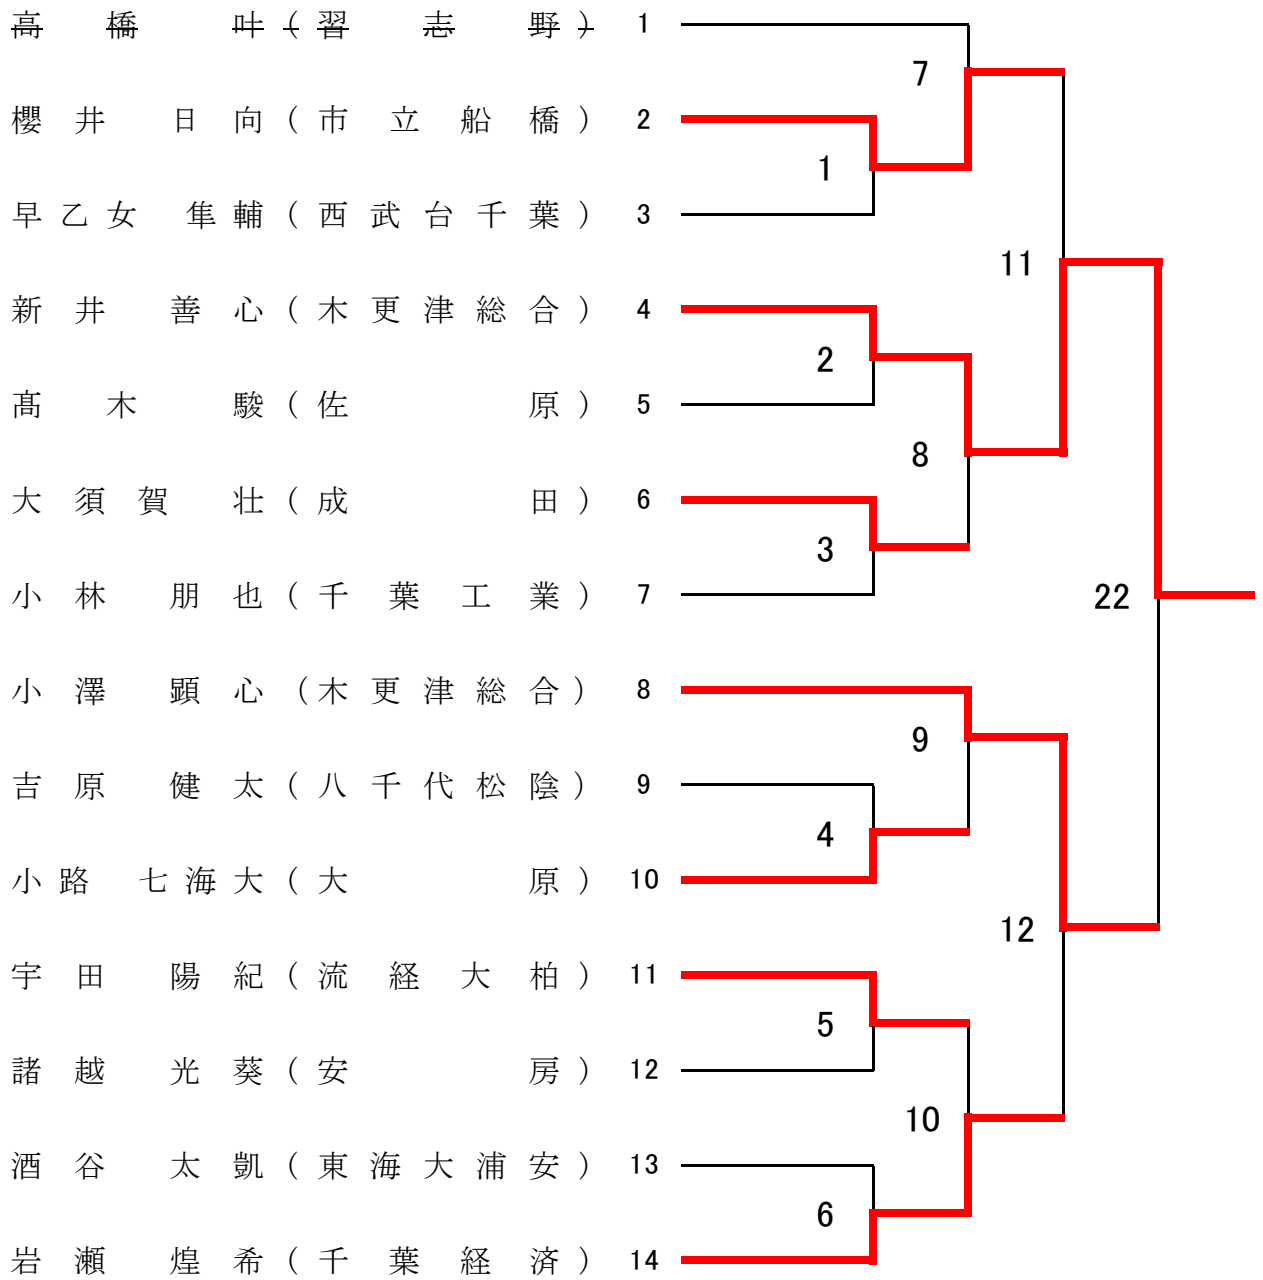 高橋 叶(習志野) 1
7
櫻井 日向(市立船橋) 2
1
早乙女 隼輔(西武台千葉) 3
11
新井 善心(木更津総合) 4
2
髙木 駿(佐原) 5
8
大須賀 壮(成田) 6
3
小林 朋也(千葉工業) 7
22
小澤 顕心(木更津総合) 8
9
吉原 健太(八千代松陰) 9
4
小路 七海大(大原) 10
12
宇田 陽紀(流経大柏) 11
5
諸越 光葵(安房) 12
10
酒谷 太凱(東海大浦安) 13
6
岩瀬 煌希(千葉経済) 14